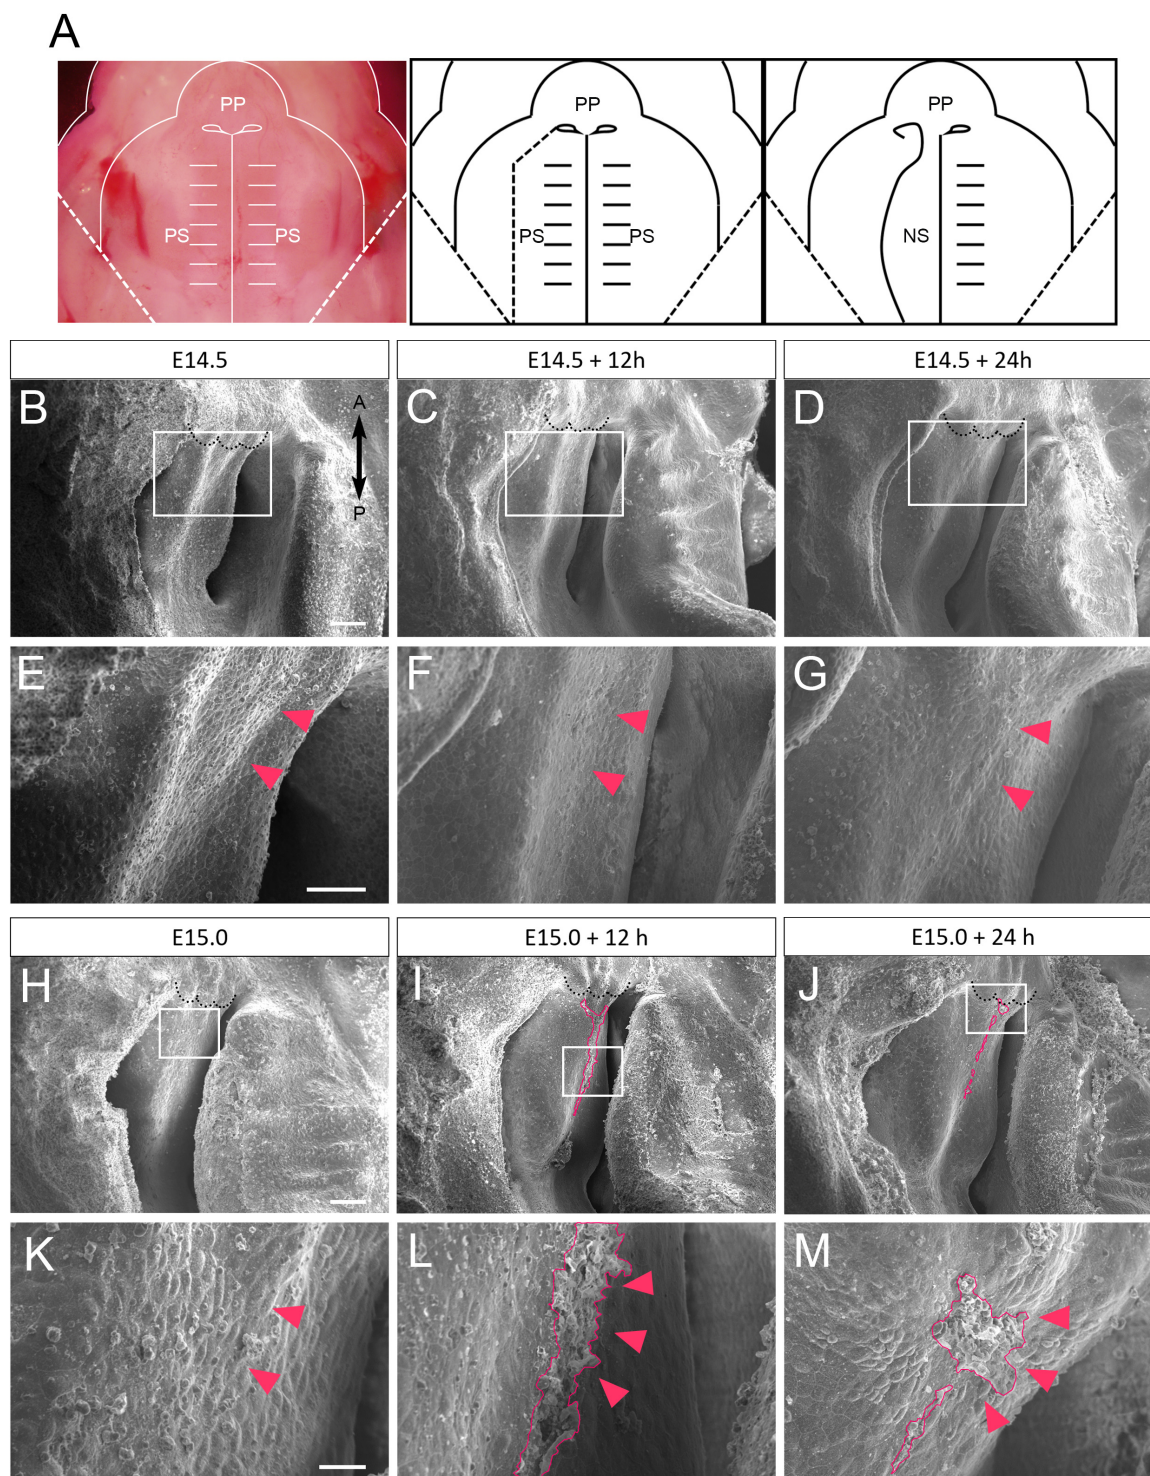 A
PP
PS PS
PP
PS PS
PP
NS
E14.5 E14.5 + 12h E14.5 + 24h
B C D
A
P
E F G
E15.0 E15.0 + 12 h E15.0 + 24 h
H I J
K L M